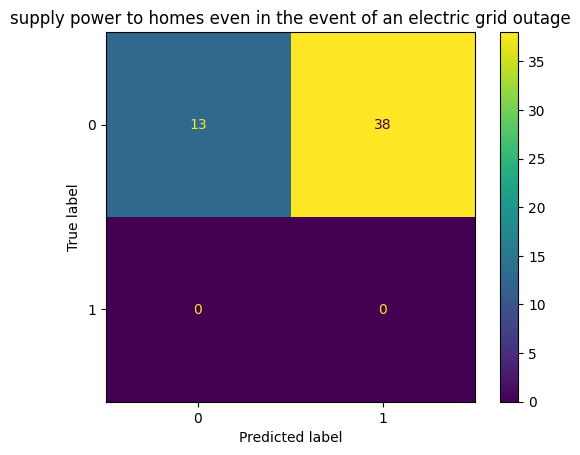 supply power to homes even in the event of an electric grid outage
0 13 38
1 0 0
0 1
True label
Predicted label
35
30
25
20
15
10
5
0